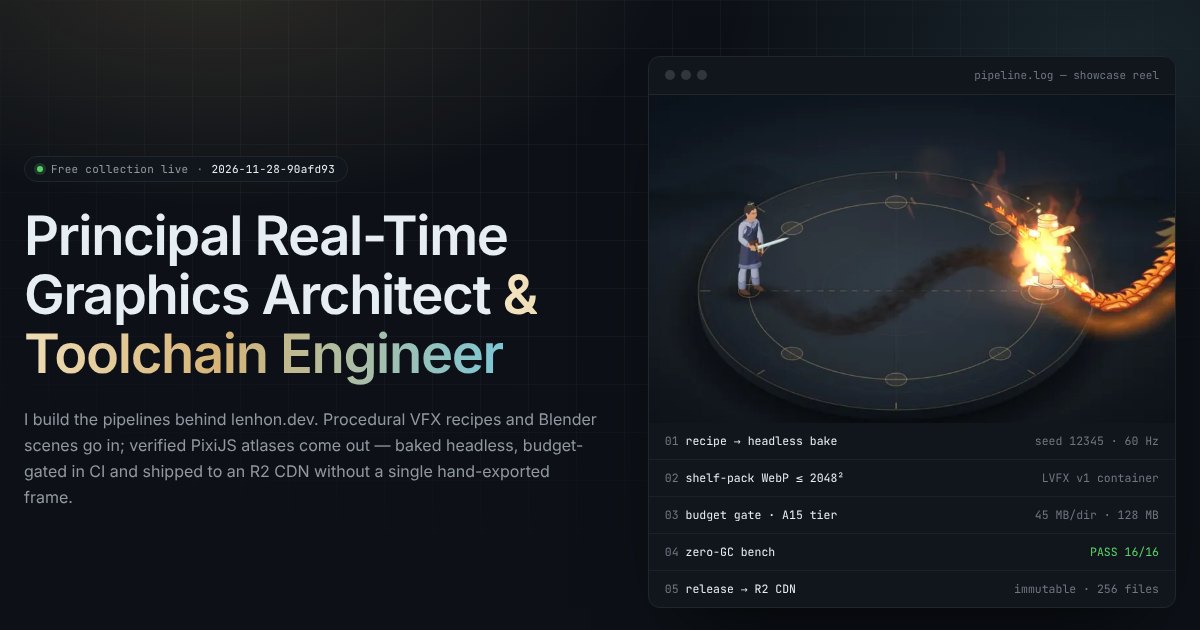 Free collection live · 2026-11-28-90afd93
Principal Real-Time
Graphics Architect &
Toolchain Engineer
I build the pipelines behind lenhon.dev. Procedural VFX recipes and Blender
scenes go in; verified PixiJS atlases come out — baked headless, budget-
gated in CI and shipped to an R2 CDN without a single hand-exported
frame.
pipeline.log — showcase reel
01 recipe → headless bake seed 12345 · 60 Hz
02 shelf-pack WebP ≤ 2048² LVFX v1 container
03 budget gate · A15 tier 45 MB/dir · 128 MB
04 zero-GC bench PASS 16/16
05 release → R2 CDN immutable · 256 files